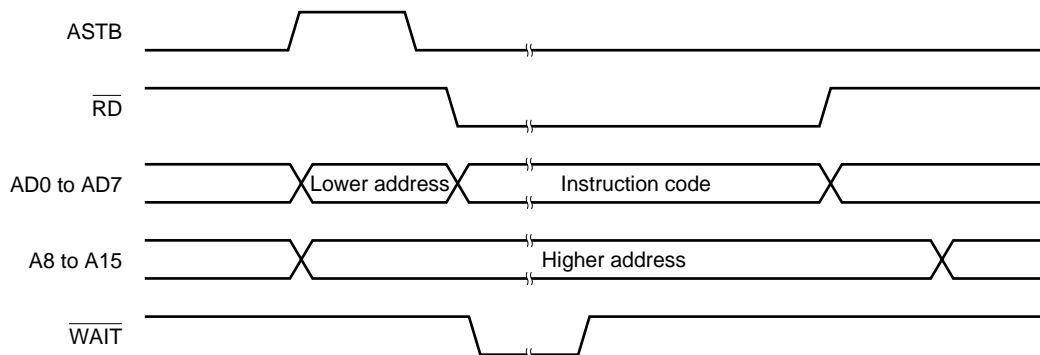 ASTB
RD
AD0 to AD7
Lower address
Instruction code
A8 to A15
Higher address
WAIT